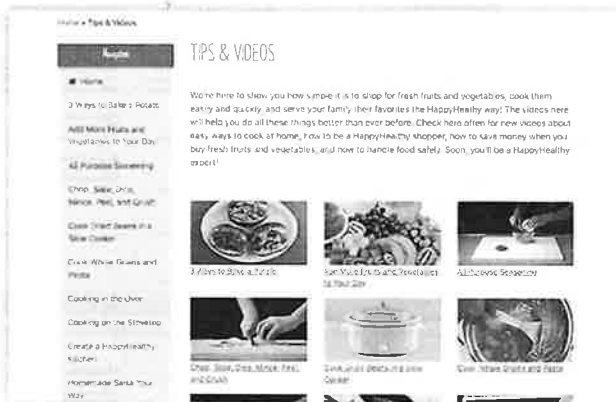 Home » Tips & Videos
Home
3 Ways to Bake a Potato
Add More Fruits and
Vegetables to Your Day
All Purpose Seasoning
Chop, Slice, Dice,
Mince, Peel, and Crush
Cook Dried Beans in a
Slow Cooker
Cook Whole Grains and
Pasta
Cooking in the Oven
Cooking on the Stovetop
Create a HappyHealthy
Kitchen
Homemade Salsa Your
Way
TIPS & VIDEOS
We're here to show you how simple it is to shop for fresh fruits and vegetables, cook them
easily and quickly, and serve your family their favorites the HappyHealthy way! The videos here
will help you do all these things better than ever before. Check here often for new videos about
easy ways to cook at home, how to be a HappyHealthy shopper, how to save money when you
buy fresh fruits and vegetables, and how to handle food safely. Soon, you'll be a HappyHealthy
expert!
3 Ways to Bake a Potato
Add More Fruits and Vegetables
to Your Day
All Purpose Seasoning
Chop, Slice, Dice, Mince, Peel,
and Crush
Cook Dried Beans in a Slow
Cooker
Cook Whole Grains and Pasta